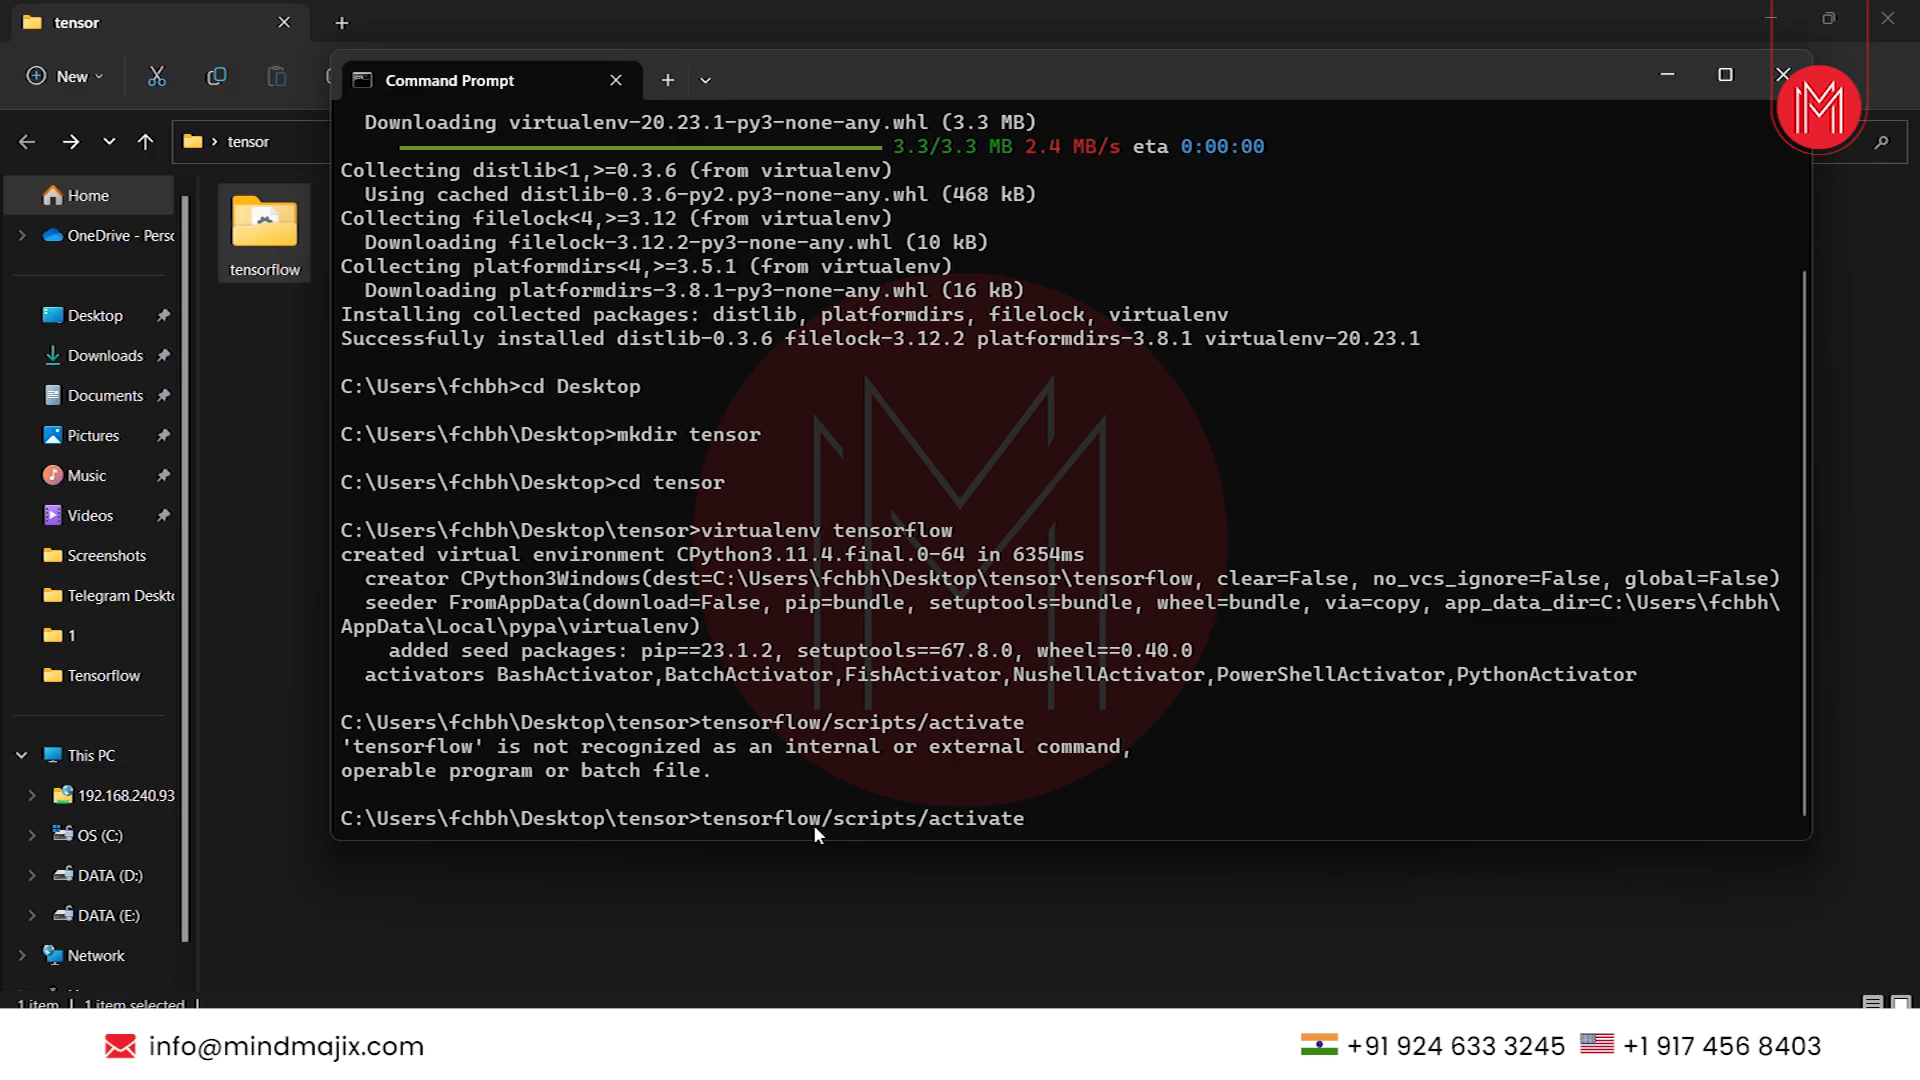 tensor
New
tensor
Home
OneDrive - Perso
Desktop
Downloads
Documents
Pictures
Music
Videos
Screenshots
Telegram Deskto
1
Tensorflow
This PC
192.168.240.93
OS (C:)
DATA (D:)
DATA (E:)
Network
1 item
1 item selected
tensorflow
Command Prompt
Downloading virtualenv-20.23.1-py3-none-any.whl (3.3 MB)
3.3/3.3 MB 2.4 MB/s eta 0:00:00
Collecting distlib<1,>=0.3.6 (from virtualenv)
Using cached distlib-0.3.6-py2.py3-none-any.whl (468 kB)
Collecting filelock<4,>=3.12 (from virtualenv)
Downloading filelock-3.12.2-py3-none-any.whl (10 kB)
Collecting platformdirs<4,>=3.5.1 (from virtualenv)
Downloading platformdirs-3.8.1-py3-none-any.whl (16 kB)
Installing collected packages: distlib, platformdirs, filelock, virtualenv
Successfully installed distlib-0.3.6 filelock-3.12.2 platformdirs-3.8.1 virtualenv-20.23.1
C:\Users\fchbh>cd Desktop
C:\Users\fchbh\Desktop>mkdir tensor
C:\Users\fchbh\Desktop>cd tensor
C:\Users\fchbh\Desktop\tensor>virtualenv tensorflow
created virtual environment CPython3.11.4.final.0-64 in 6354ms
creator CPython3Windows(dest=C:\Users\fchbh\Desktop\tensor\tensorflow, clear=False, no_vcs_ignore=False, global=False)
seeder FromAppData(download=False, pip=bundle, setuptools=bundle, wheel=bundle, via=copy, app_data_dir=C:\Users\fchbh\
AppData\Local\pypa\virtualenv)
added seed packages: pip==23.1.2, setuptools==67.8.0, wheel==0.40.0
activators BashActivator,BatchActivator,FishActivator,NushellActivator,PowerShellActivator,PythonActivator
C:\Users\fchbh\Desktop\tensor>tensorflow/scripts/activate
'tensorflow' is not recognized as an internal or external command,
operable program or batch file.
C:\Users\fchbh\Desktop\tensor>tensorflow/scripts/activate
info@mindmajix.com
+91 924 633 3245
+1 917 456 8403